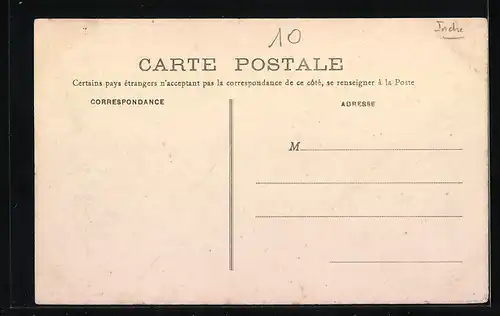 10
Indre
CARTE POSTALE
Certains pays étrangers n'acceptant pas la correspondance de ce côté, se renseigner à la Poste
CORRESPONDANCE
ADRESSE
M